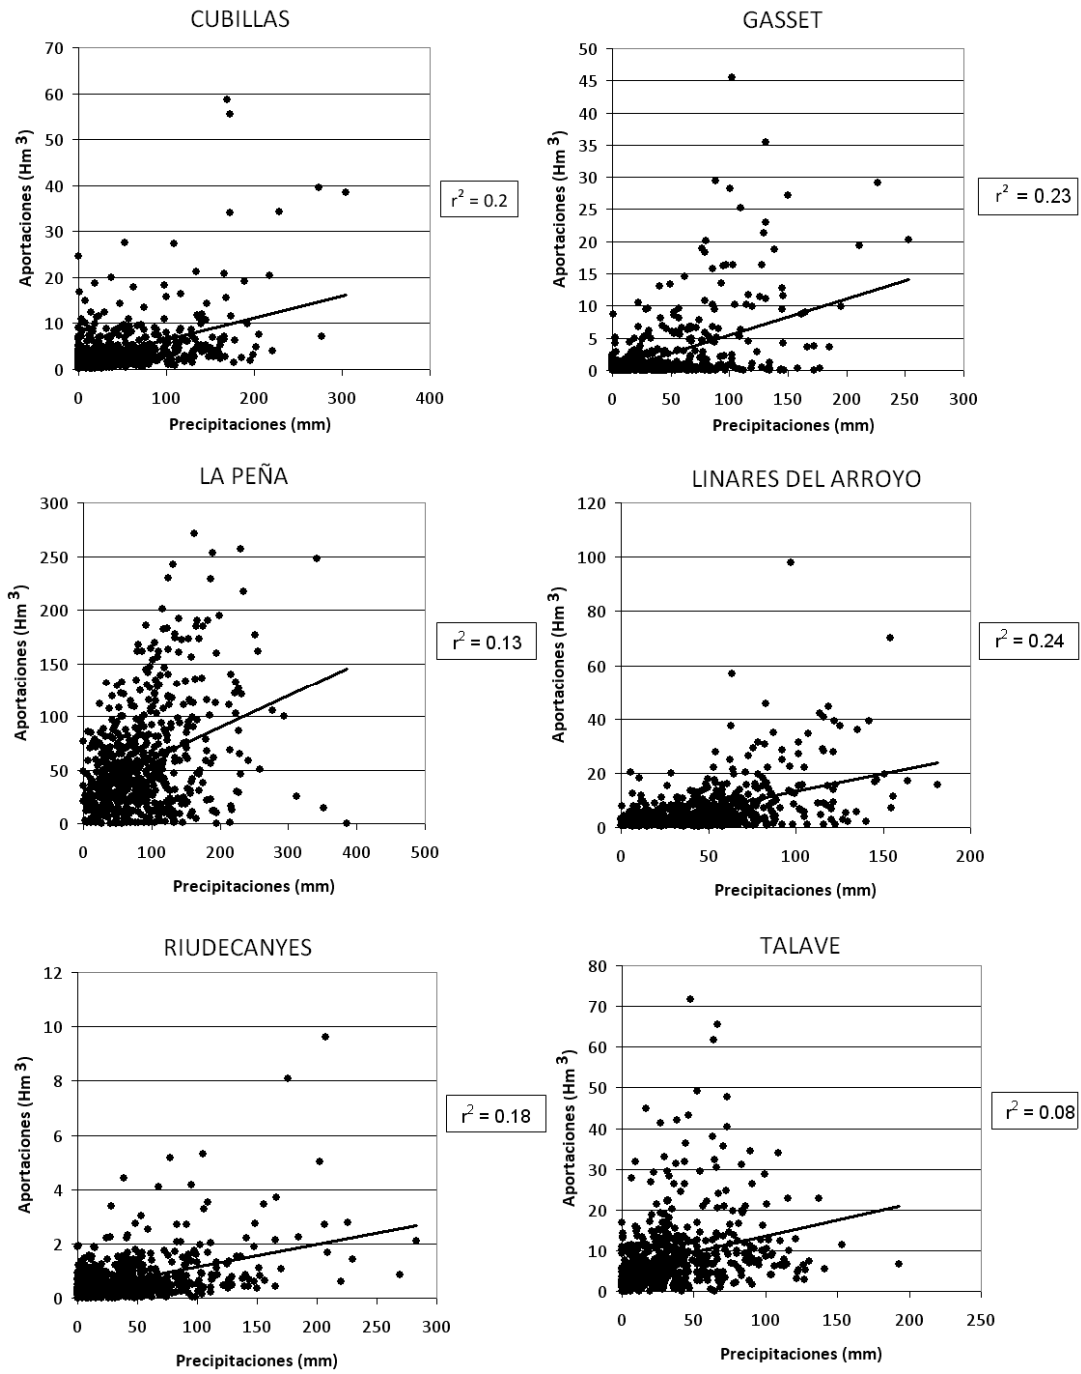 CUBILLAS
70
60
50
40
30
20
10
0
Aportaciones (Hm 3)
0 100 200 300 400
Precipitaciones (mm)
r2 = 0.2
GASSET
50
45
40
35
30
25
20
15
10
5
0
Aportaciones (Hm 3)
0 50 100 150 200 250 300
Precipitaciones (mm)
r2 = 0.23
LA PEÑA
300
250
200
150
100
50
0
Aportaciones (Hm 3)
0 100 200 300 400 500
Precipitaciones (mm)
r2 = 0.13
LINARES DEL ARROYO
120
100
80
60
40
20
0
Aportaciones (Hm 3)
0 50 100 150 200
Precipitaciones (mm)
r2 = 0.24
RIUDECANYES
12
10
8
6
4
2
0
Aportaciones (Hm 3)
0 50 100 150 200 250 300
Precipitaciones (mm)
r2 = 0.18
TALAVE
80
70
60
50
40
30
20
10
0
Aportaciones (Hm 3)
0 50 100 150 200 250
Precipitaciones (mm)
r2 = 0.08